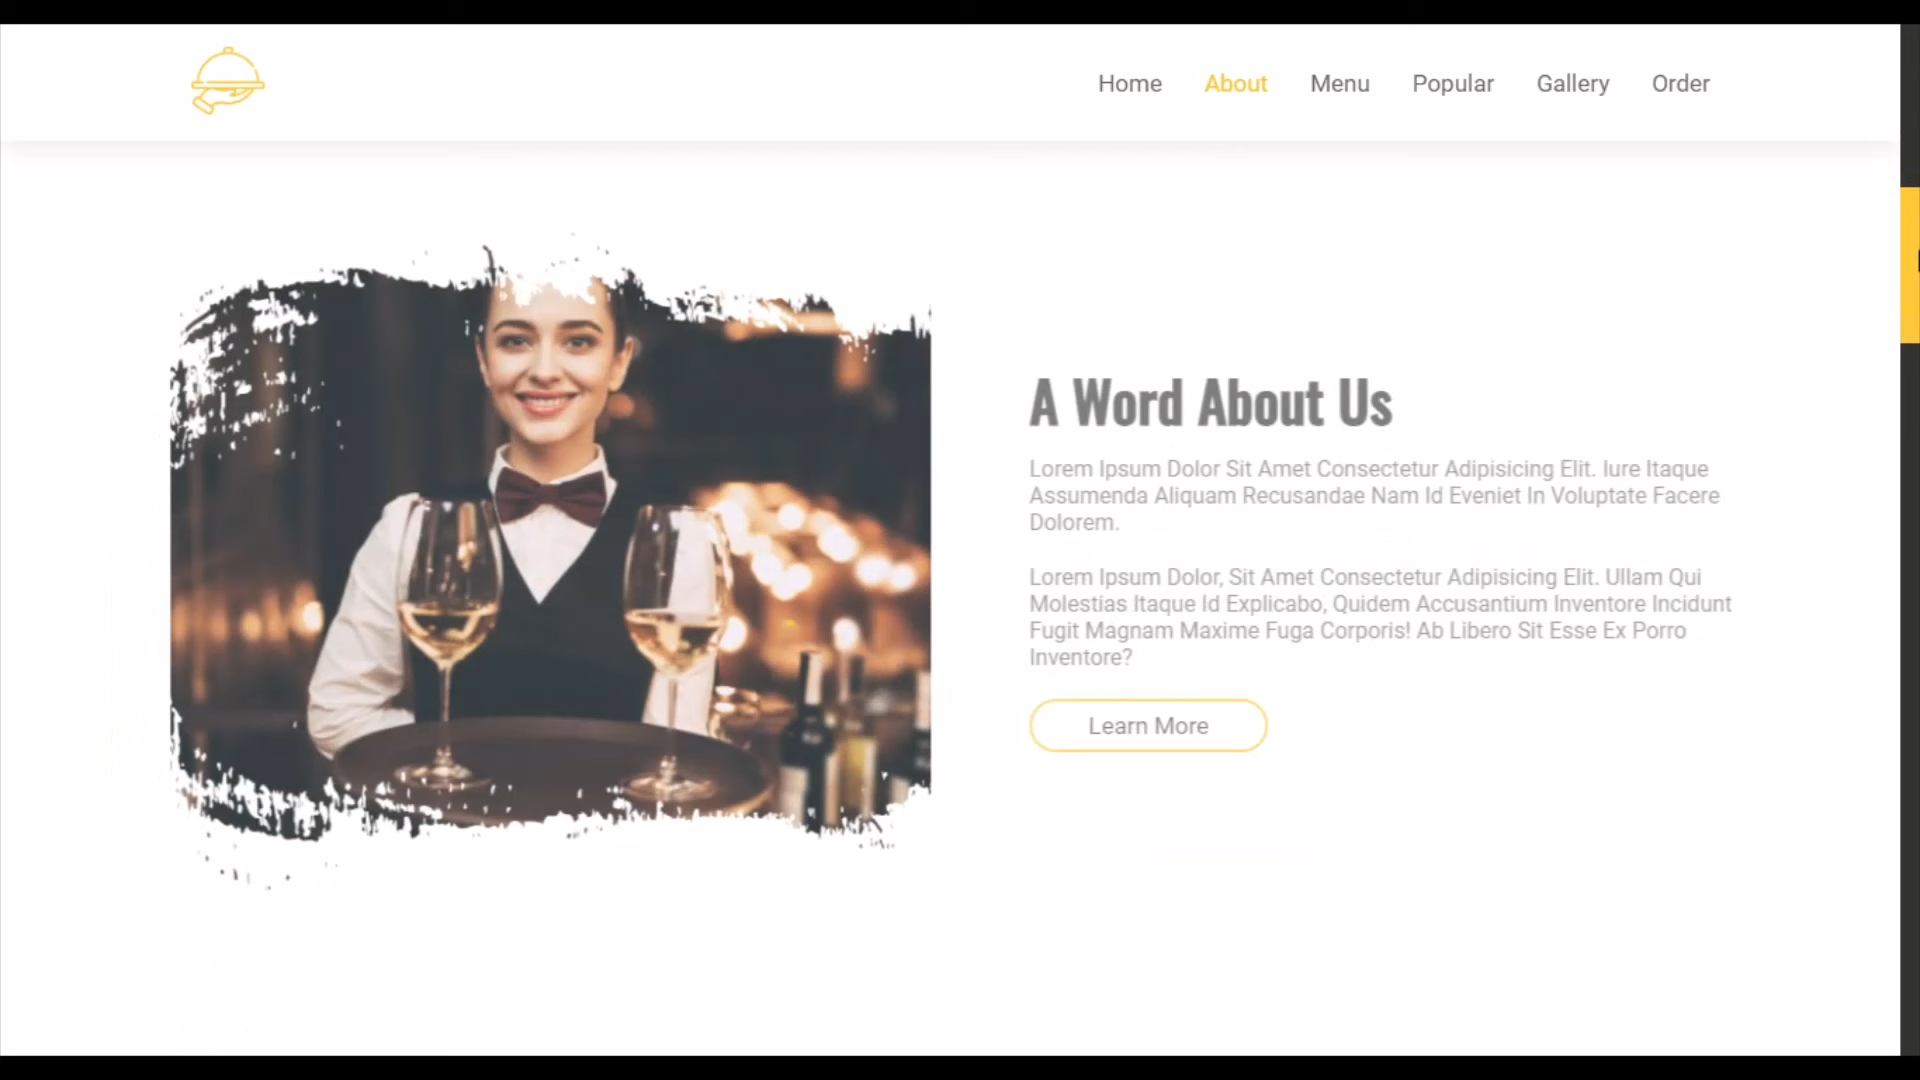 Home About Menu Popular Gallery Order
A Word About Us
Lorem Ipsum Dolor Sit Amet Consectetur Adipisicing Elit. Iure Itaque
Assumenda Aliquam Recusandae Nam Id Eveniet In Voluptate Facere
Dolorem.
Lorem Ipsum Dolor, Sit Amet Consectetur Adipisicing Elit. Ullam Qui
Molestias Itaque Id Explicabo, Quidem Accusantium Inventore Incidunt
Fugit Magnam Maxime Fuga Corporis! Ab Libero Sit Esse Ex Porro
Inventore?
Learn More